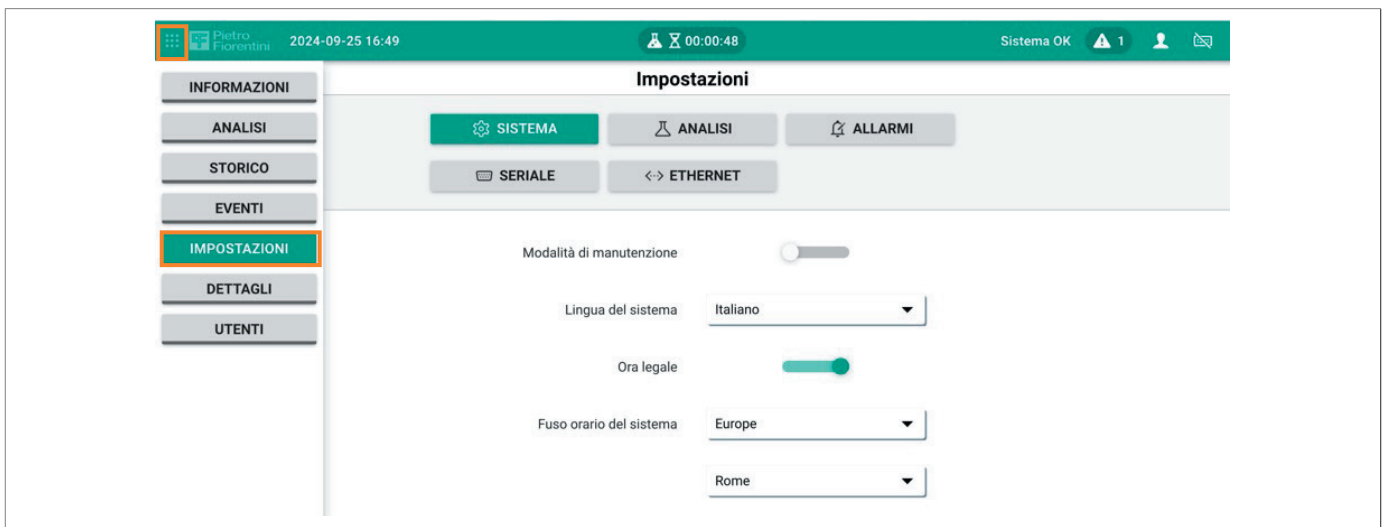 Pietro
Fiorentini
2024-09-25 16:49
00:00:48
Sistema OK
1
INFORMAZIONI
ANALISI
STORICO
EVENTI
IMPOSTAZIONI
DETTAGLI
UTENTI
Impostazioni
SISTEMA
ANALISI
ALLARMI
SERIALE
ETHERNET
Modalità di manutenzione
Lingua del sistema Italiano
Ora legale
Fuso orario del sistema Europe
Rome